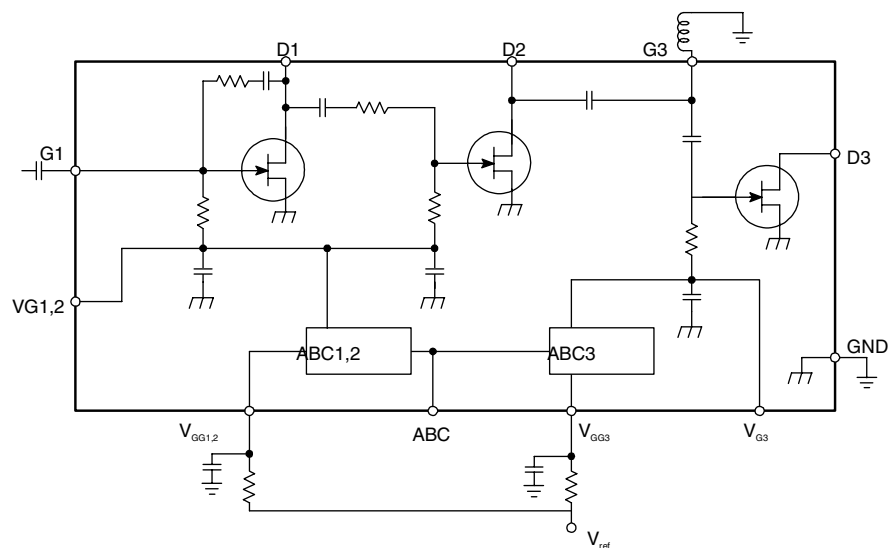 D1
D2
G3
G1
D3
VG1,2
GND
ABC1,2
ABC3
VGG1,2
ABC
VGG3
VG3
Vref